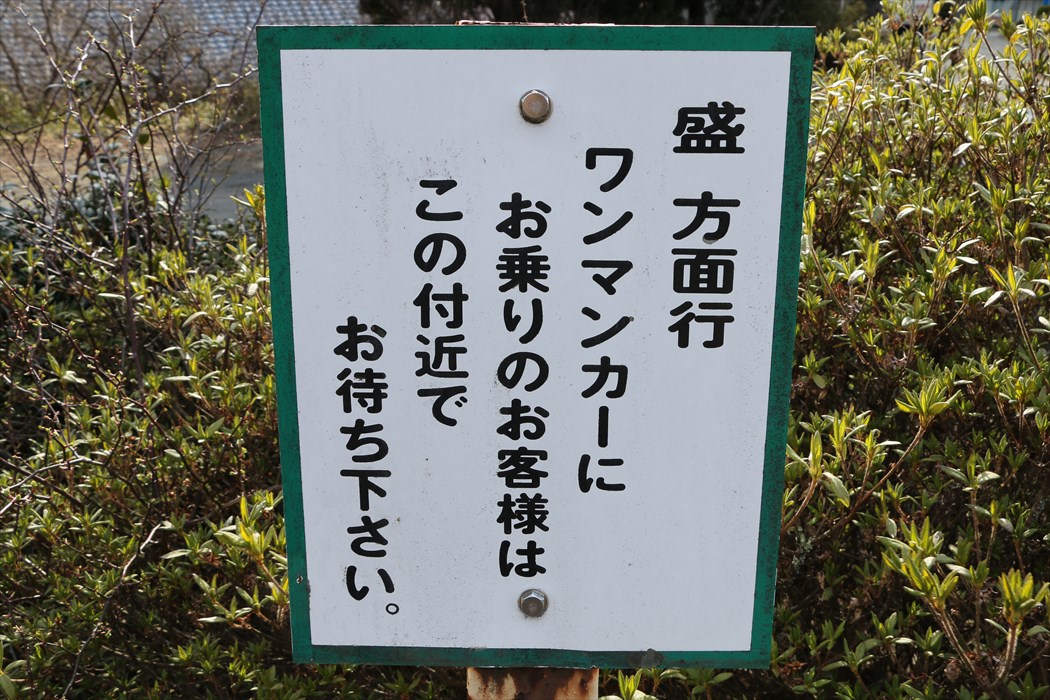 盛 方面行
ワンマンカーに
お乗りのお客様は
この付近で
お待ち下さい。